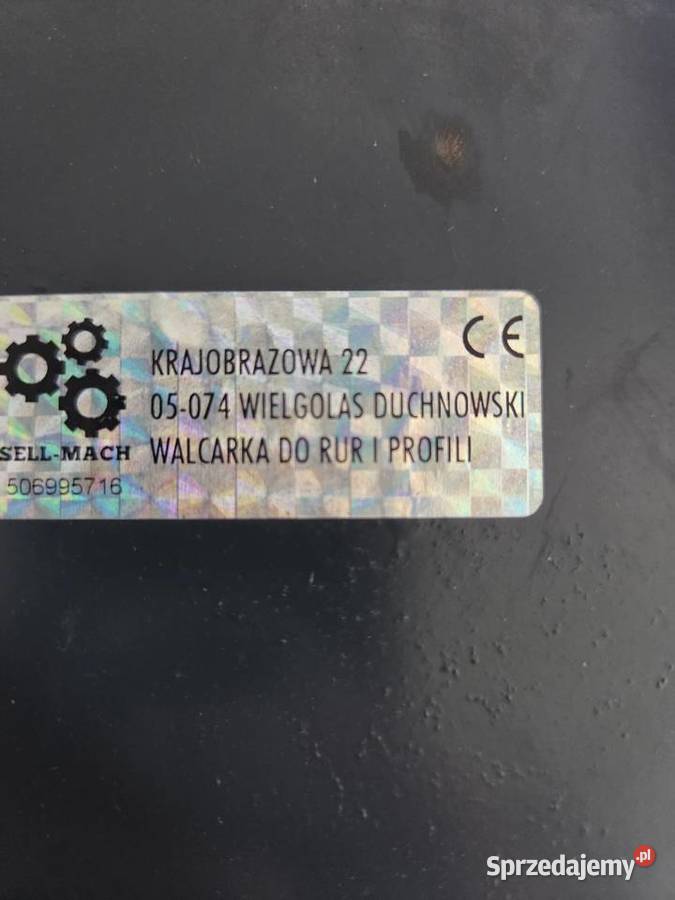 CE
KRAJOBRAZOWA 22
05-074 WIELGOLAS DUCHNOWSKI
WALCARKA DO RUR I PROFILI
SELL-MACH
506995716
Sprzedajemy.pl